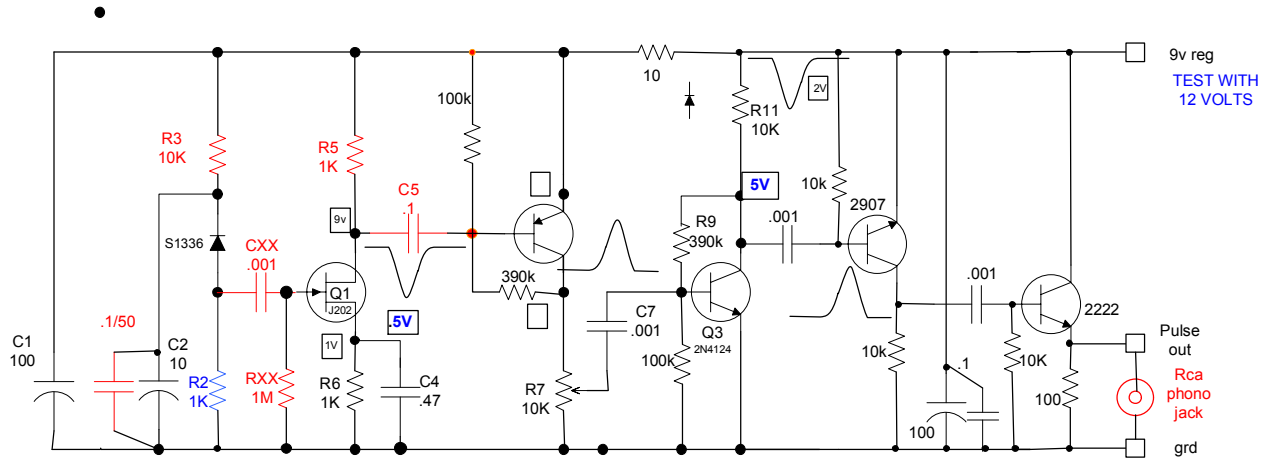 9v reg
TEST WITH
12 VOLTS
10
2V
R11
10K
100k
R3
10K
R5
1K
C5
.1
10k
5V
2907
9v
S1336
CXX
.001
R9
390k
.001
Q1
J202
390k
.001
2222
.5V
C7
.001
Q3
2N4124
.1/50
C1
100
C2
10
1V
Pulse
out
R2
1K
RXX
1M
R6
1K
C4
.47
R7
10K
100k
10k
10K
.1
100
100
Rca
phono
jack
grd